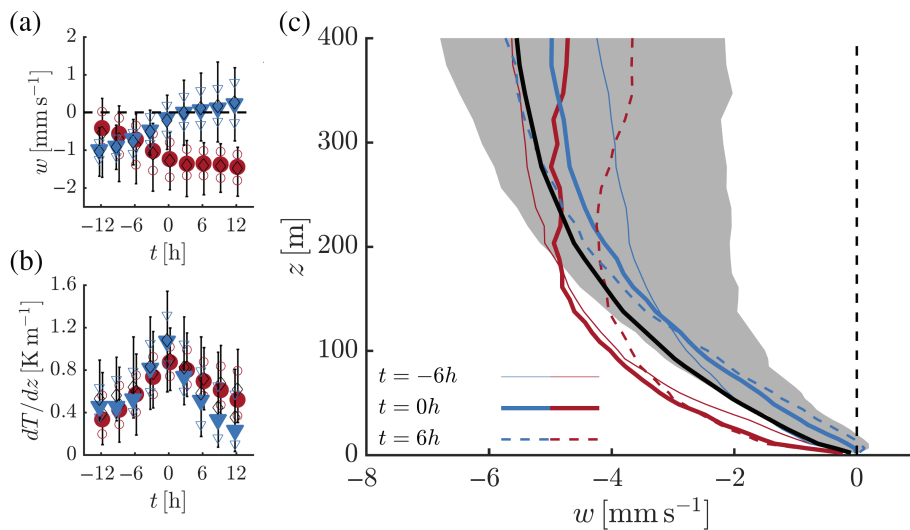 (a)
2
1
0
−1
−2
w [mm s⁻¹]
−12 −6 0 6 12
t [h]
(b)
1.6
1.2
0.8
0.4
0
dT/dz [K m⁻¹]
−12 −6 0 6 12
t [h]
(c)
400
300
200
100
0
z [m]
t = −6h
t = 0h
t = 6h
−8 −6 −4 −2 0
w [mm s⁻¹]